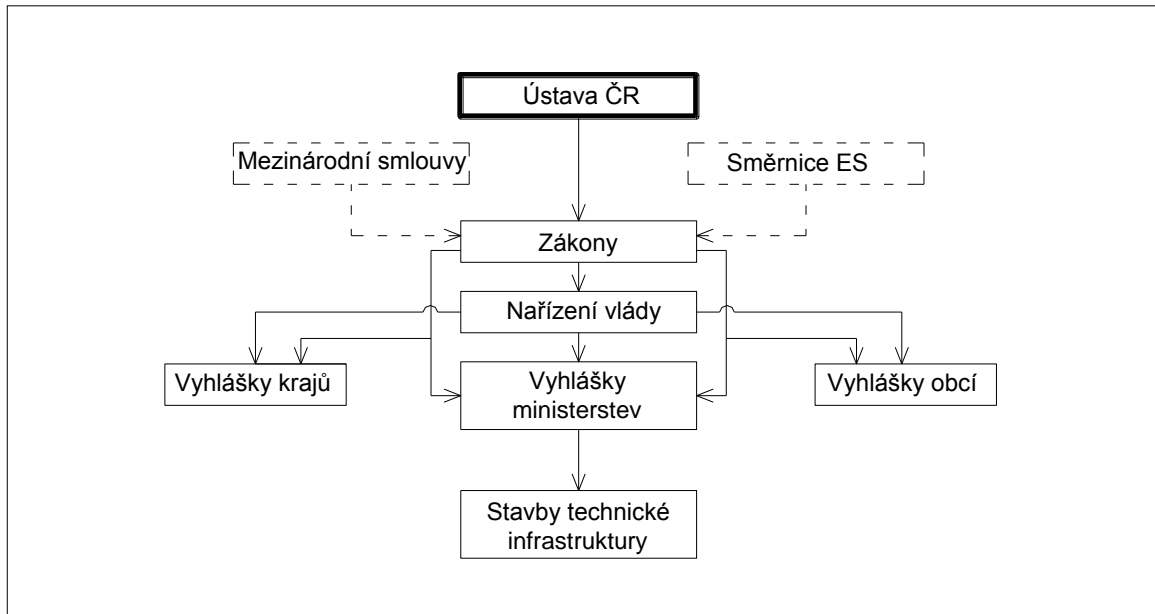 Ústava ČR
Mezinárodní smlouvy
Směrnice ES
Zákony
Nařízení vlády
Vyhlášky krajů
Vyhlášky
ministerstev
Vyhlášky obcí
Stavby technické
infrastruktury